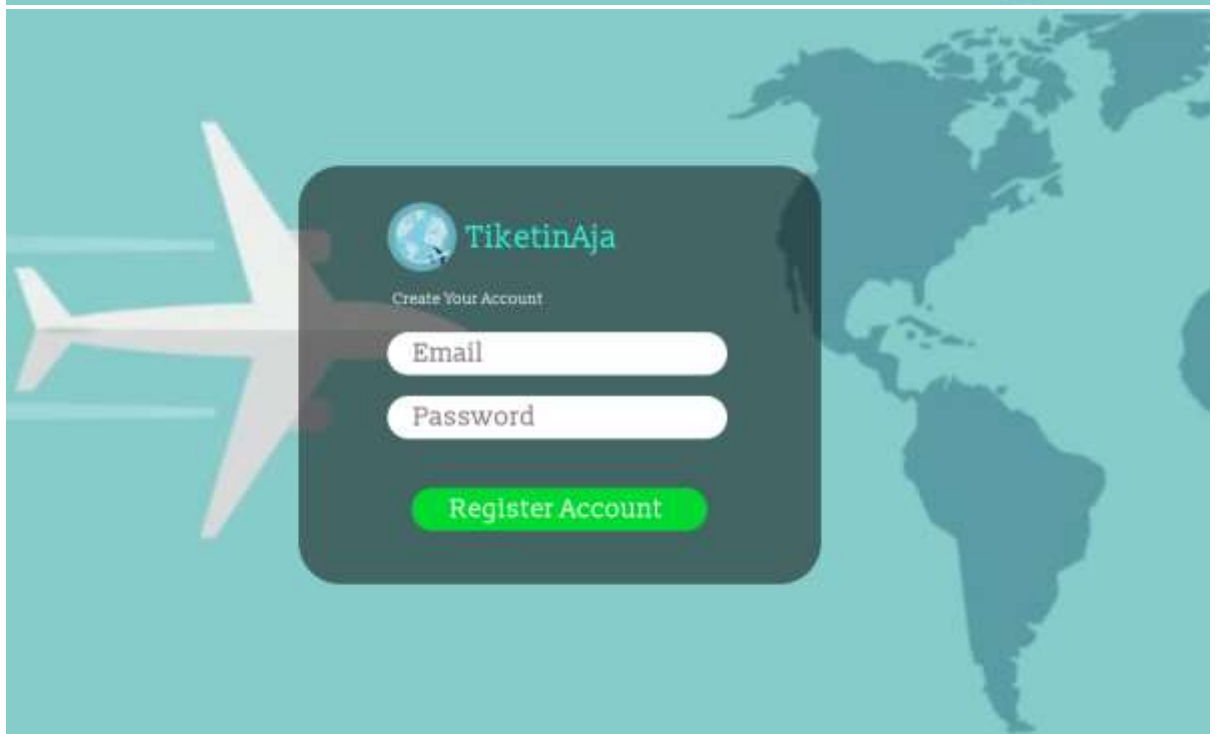 TiketinAja
Create Your Account
Email
Password
Register Account